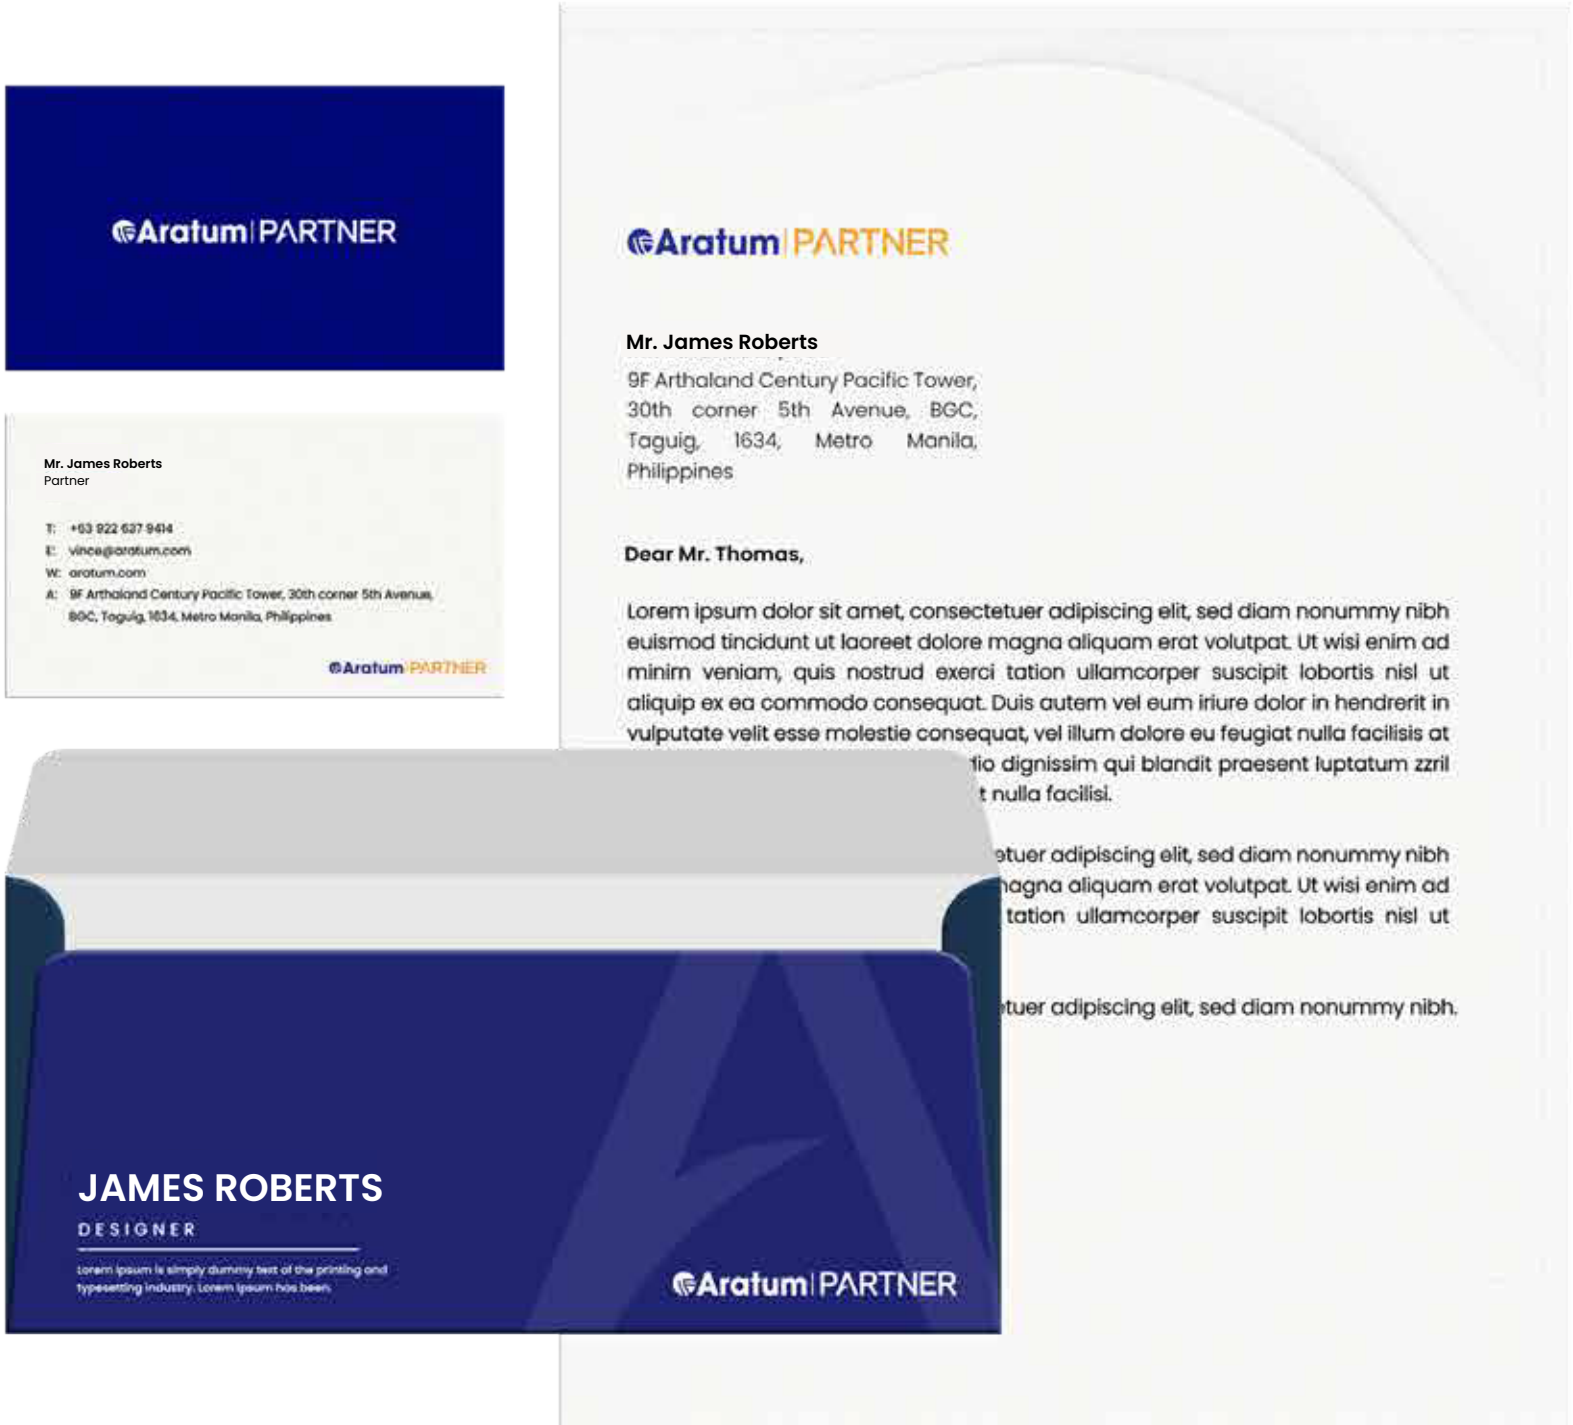 Aratum|PARTNER
Mr. James Roberts
Partner
T: +63 922 637 9414
E: vince@aratum.com
W: aratum.com
A: 9F Arthaland Century Pacific Tower, 30th corner 5th Avenue,
BGC, Taguig, 1634, Metro Manila, Philippines
Aratum|PARTNER
Aratum|PARTNER
Mr. James Roberts
9F Arthaland Century Pacific Tower,
30th corner 5th Avenue, BGC,
Taguig, 1634, Metro Manila,
Philippines
Dear Mr. Thomas,
Lorem ipsum dolor sit amet, consectetuer adipiscing elit, sed diam nonummy nibh
euismod tincidunt ut laoreet dolore magna aliquam erat volutpat. Ut wisi enim ad
minim veniam, quis nostrud exerci tation ullamcorper suscipit lobortis nisl ut
aliquip ex ea commodo consequat. Duis autem vel eum iriure dolor in hendrerit in
vulputate velit esse molestie consequat, vel illum dolore eu feugiat nulla facilisis at
dio dignissim qui blandit praesent luptatum zzril
t nulla facilisi.
etuer adipiscing elit, sed diam nonummy nibh
magna aliquam erat volutpat. Ut wisi enim ad
tation ullamcorper suscipit lobortis nisl ut
etuer adipiscing elit, sed diam nonummy nibh.
JAMES ROBERTS
DESIGNER
Lorem Ipsum is simply dummy text of the printing and
typesetting industry. Lorem Ipsum has been.
Aratum|PARTNER